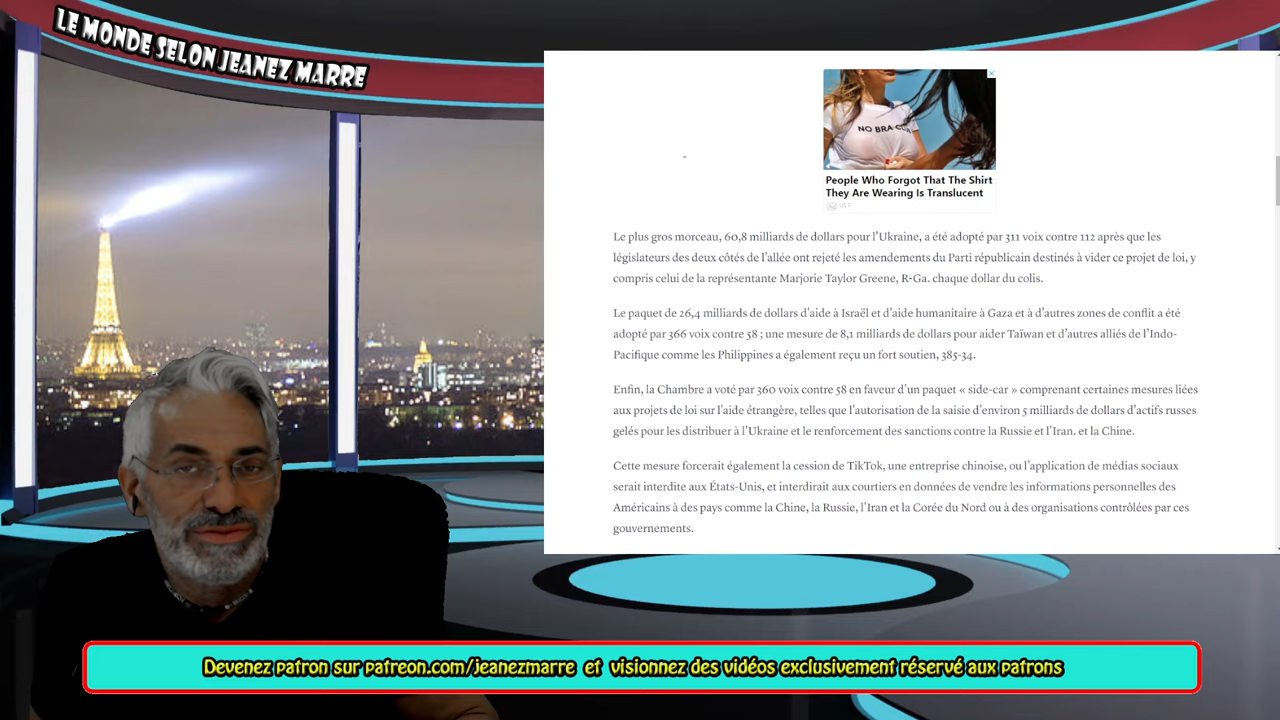 LE MONDE SELON JEANEZ MARRE
NO BRA
People Who Forgot That The Shirt
They Are Wearing Is Translucent
Le plus gros morceau, 60,8 milliards de dollars pour l'Ukraine, a été adopté par 311 voix contre 112 après que les
législateurs des deux côtés de l'allée ont rejeté les amendements du Parti républicain destinés à vider ce projet de loi, y
compris celui de la représentante Marjorie Taylor Greene, R-Ga. chaque dollar du colis.
Le paquet de 26,4 milliards de dollars d'aide à Israël et d'aide humanitaire à Gaza et à d'autres zones de conflit a été
adopté par 366 voix contre 58 ; une mesure de 8,1 milliards de dollars pour aider Taïwan et d'autres alliés de l'Indo-
Pacifique comme les Philippines a également reçu un fort soutien, 385-34.
Enfin, la Chambre a voté par 360 voix contre 58 en faveur d'un paquet « side-car » comprenant certaines mesures liées
aux projets de loi sur l'aide étrangère, telles que l'autorisation de la saisie d'environ 5 milliards de dollars d'actifs russes
gelés pour les distribuer à l'Ukraine et le renforcement des sanctions contre la Russie et l'Iran. et la Chine.
Cette mesure forcerait également la cession de TikTok, une entreprise chinoise, ou l'application de médias sociaux
serait interdite aux États-Unis, et interdirait aux courtiers en données de vendre les informations personnelles des
Américains à des pays comme la Chine, la Russie, l'Iran et la Corée du Nord ou à des organisations contrôlées par ces
gouvernements.
Devenez patron sur patreon.com/jeanezmarre et visionnez des vidéos exclusivement réservé aux patrons